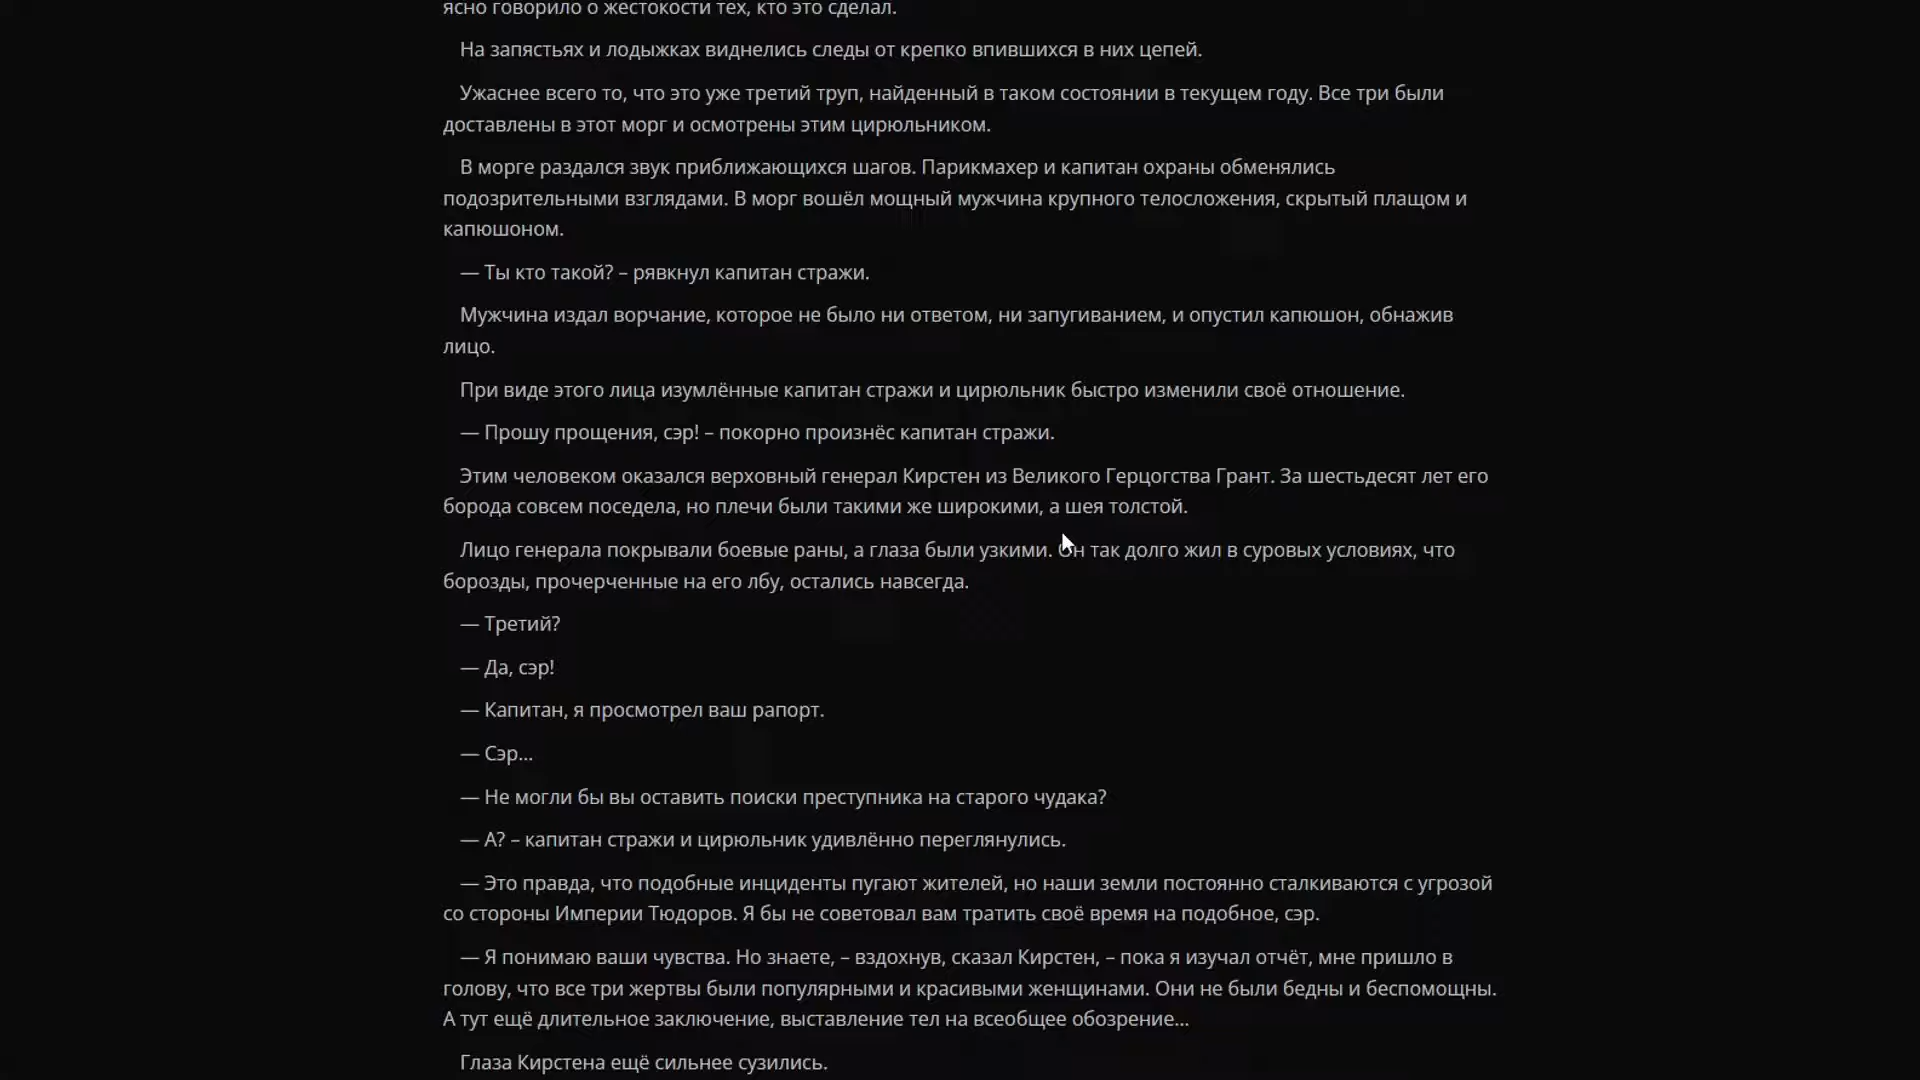 ясно говорило о жестокости тех, кто это сделал.
На запястьях и лодыжках виднелись следы от крепко впившихся в них цепей.
Ужаснее всего то, что это уже третий труп, найденный в таком состоянии в текущем году. Все три были
доставлены в этот морг и осмотрены этим цирюльником.
В морге раздался звук приближающихся шагов. Парикмахер и капитан охраны обменялись
подозрительными взглядами. В морг вошёл мощный мужчина крупного телосложения, скрытый плащом и
капюшоном.
— Ты кто такой? – рявкнул капитан стражи.
Мужчина издал ворчание, которое не было ни ответом, ни запугиванием, и опустил капюшон, обнажив
лицо.
При виде этого лица изумлённые капитан стражи и цирюльник быстро изменили своё отношение.
— Прошу прощения, сэр! – покорно произнёс капитан стражи.
Этим человеком оказался верховный генерал Кирстен из Великого Герцогства Грант. За шестьдесят лет его
борода совсем поседела, но плечи были такими же широкими, а шея толстой.
Лицо генерала покрывали боевые раны, а глаза были узкими. Он так долго жил в суровых условиях, что
борозды, прочерченные на его лбу, остались навсегда.
— Третий?
— Да, сэр!
— Капитан, я просмотрел ваш рапорт.
— Сэр...
— Не могли бы вы оставить поиски преступника на старого чудака?
— А? – капитан стражи и цирюльник удивлённо переглянулись.
— Это правда, что подобные инциденты пугают жителей, но наши земли постоянно сталкиваются с угрозой
со стороны Империи Тюдоров. Я бы не советовал вам тратить своё время на подобное, сэр.
— Я понимаю ваши чувства. Но знаете, – вздохнув, сказал Кирстен, – пока я изучал отчёт, мне пришло в
голову, что все три жертвы были популярными и красивыми женщинами. Они не были бедны и беспомощны.
А тут ещё длительное заключение, выставление тел на всеобщее обозрение...
Глаза Кирстена ещё сильнее сузились.